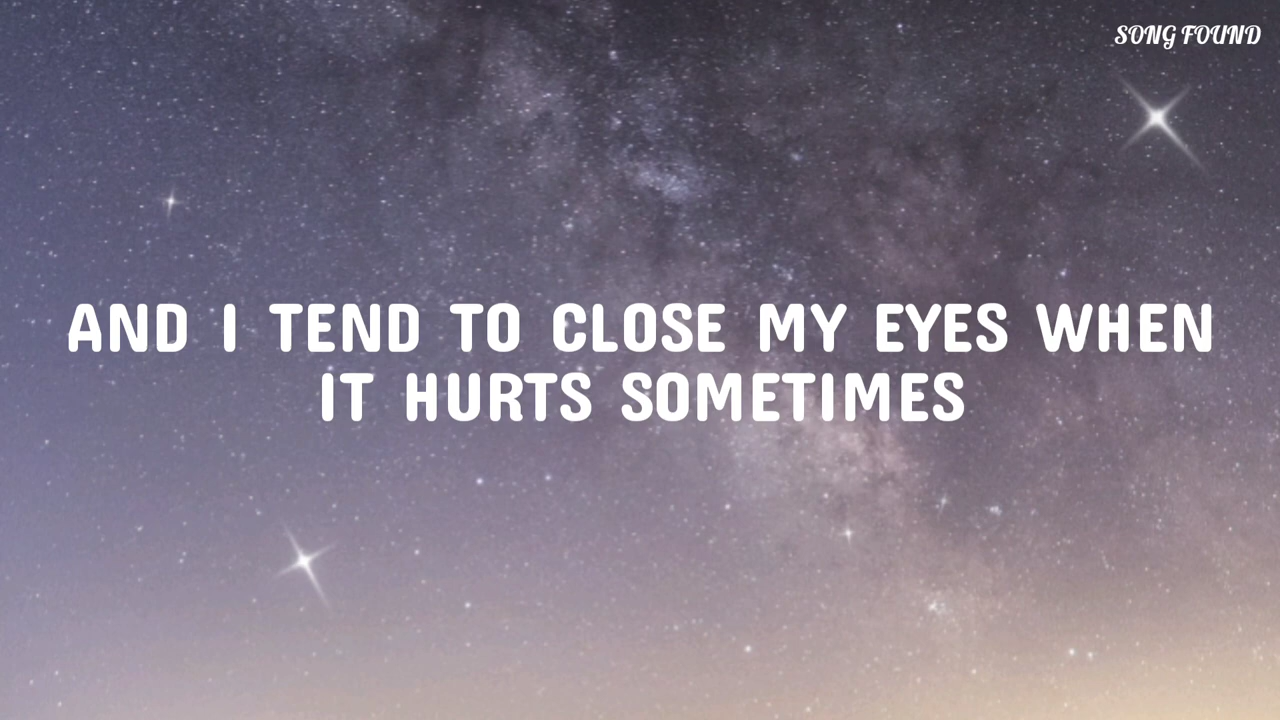 SONG FOUND
AND I TEND TO CLOSE MY EYES WHEN
IT HURTS SOMETIMES